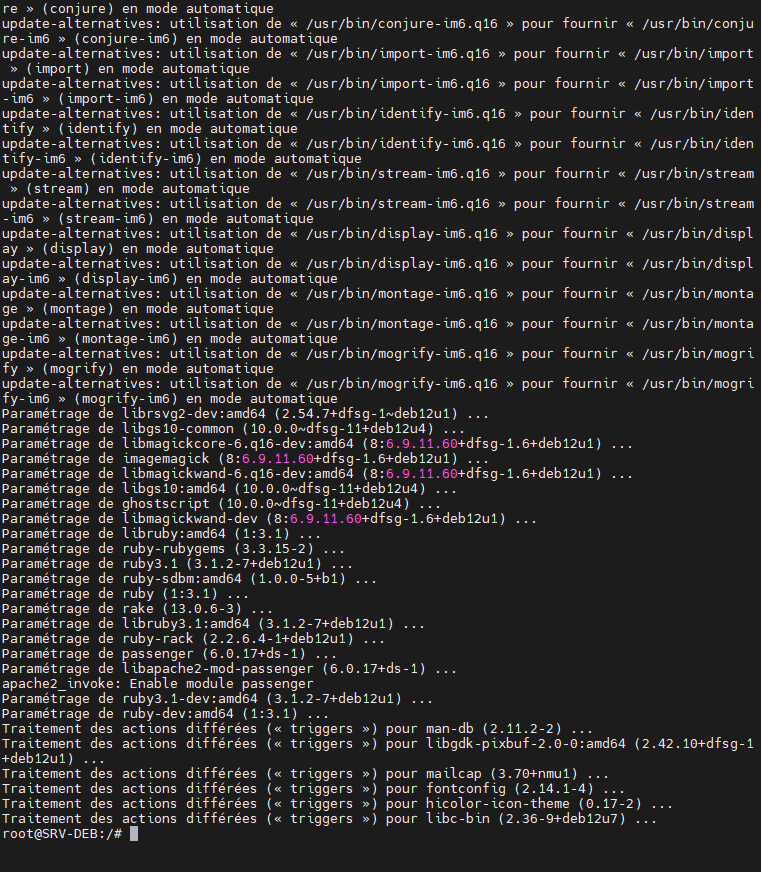 re » (conjure) en mode automatique
update-alternatives: utilisation de « /usr/bin/conjure-im6.q16 » pour fournir « /usr/bin/conju
re-im6 » (conjure-im6) en mode automatique
update-alternatives: utilisation de « /usr/bin/import-im6.q16 » pour fournir « /usr/bin/import
 » (import) en mode automatique
update-alternatives: utilisation de « /usr/bin/import-im6.q16 » pour fournir « /usr/bin/import
-im6 » (import-im6) en mode automatique
update-alternatives: utilisation de « /usr/bin/identify-im6.q16 » pour fournir « /usr/bin/iden
tify » (identify) en mode automatique
update-alternatives: utilisation de « /usr/bin/identify-im6.q16 » pour fournir « /usr/bin/iden
tify-im6 » (identify-im6) en mode automatique
update-alternatives: utilisation de « /usr/bin/stream-im6.q16 » pour fournir « /usr/bin/stream
 » (stream) en mode automatique
update-alternatives: utilisation de « /usr/bin/stream-im6.q16 » pour fournir « /usr/bin/stream
-im6 » (stream-im6) en mode automatique
update-alternatives: utilisation de « /usr/bin/display-im6.q16 » pour fournir « /usr/bin/displ
ay » (display) en mode automatique
update-alternatives: utilisation de « /usr/bin/display-im6.q16 » pour fournir « /usr/bin/displ
ay-im6 » (display-im6) en mode automatique
update-alternatives: utilisation de « /usr/bin/montage-im6.q16 » pour fournir « /usr/bin/monta
ge » (montage) en mode automatique
update-alternatives: utilisation de « /usr/bin/montage-im6.q16 » pour fournir « /usr/bin/monta
ge-im6 » (montage-im6) en mode automatique
update-alternatives: utilisation de « /usr/bin/mogrify-im6.q16 » pour fournir « /usr/bin/mogri
fy » (mogrify) en mode automatique
update-alternatives: utilisation de « /usr/bin/mogrify-im6.q16 » pour fournir « /usr/bin/mogri
fy-im6 » (mogrify-im6) en mode automatique
Paramétrage de librsvg2-dev:amd64 (2.54.7+dfsg-1~deb12u1) ...
Paramétrage de libgs10-common (10.0.0~dfsg-11+deb12u4) ...
Paramétrage de libmagickcore-6.q16-dev:amd64 (8:6.9.11.60+dfsg-1.6+deb12u1) ...
Paramétrage de imagemagick (8:6.9.11.60+dfsg-1.6+deb12u1) ...
Paramétrage de libmagickwand-6.q16-dev:amd64 (8:6.9.11.60+dfsg-1.6+deb12u1) ...
Paramétrage de libgs10:amd64 (10.0.0~dfsg-11+deb12u4) ...
Paramétrage de ghostscript (10.0.0~dfsg-11+deb12u4) ...
Paramétrage de libmagickwand-dev (8:6.9.11.60+dfsg-1.6+deb12u1) ...
Paramétrage de libruby:amd64 (1:3.1) ...
Paramétrage de ruby-rubygems (3.3.15-2) ...
Paramétrage de ruby3.1 (3.1.2-7+deb12u1) ...
Paramétrage de ruby-sdbm:amd64 (1.0.0-5+b1) ...
Paramétrage de ruby (1:3.1) ...
Paramétrage de rake (13.0.6-3) ...
Paramétrage de libruby3.1:amd64 (3.1.2-7+deb12u1) ...
Paramétrage de ruby-rack (2.2.6.4-1+deb12u1) ...
Paramétrage de passenger (6.0.17+ds-1) ...
Paramétrage de libapache2-mod-passenger (6.0.17+ds-1) ...
apache2_invoke: Enable module passenger
Paramétrage de ruby3.1-dev:amd64 (3.1.2-7+deb12u1) ...
Paramétrage de ruby-dev:amd64 (1:3.1) ...
Traitement des actions différées (« triggers ») pour man-db (2.11.2-2) ...
Traitement des actions différées (« triggers ») pour libgdk-pixbuf-2.0-0:amd64 (2.42.10+dfsg-1
+deb12u1) ...
Traitement des actions différées (« triggers ») pour mailcap (3.70+nmu1) ...
Traitement des actions différées (« triggers ») pour fontconfig (2.14.1-4) ...
Traitement des actions différées (« triggers ») pour hicolor-icon-theme (0.17-2) ...
Traitement des actions différées (« triggers ») pour libc-bin (2.36-9+deb12u7) ...
root@SRV-DEB:/#